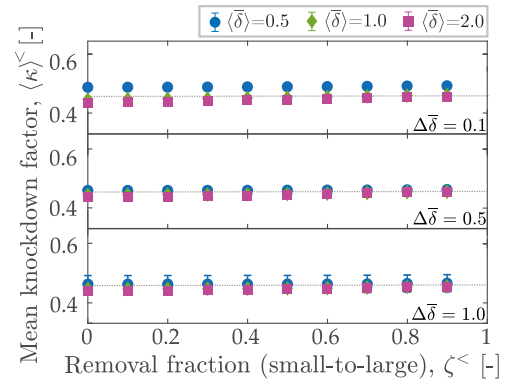 ⟨δ̅⟩=0.5 ⟨δ̅⟩=1.0 ⟨δ̅⟩=2.0
Mean knockdown factor, ⟨κ⟩^< [-]
0.6
0.4
Δδ̅ = 0.1
0.6
0.4
Δδ̅ = 0.5
0.6
0.4
Δδ̅ = 1.0
0 0.2 0.4 0.6 0.8 1
Removal fraction (small-to-large), ζ^< [-]